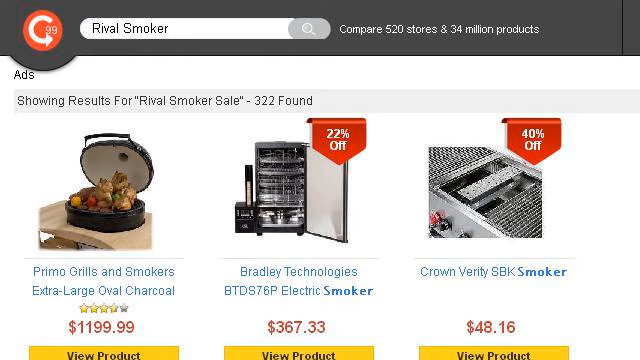 99
Rival Smoker
Compare 520 stores & 34 million products
Ads
Showing Results For "Rival Smoker Sale" - 322 Found
22%
Off
40%
Off
Primo Grills and Smokers
Extra-Large Oval Charcoal
$1199.99
View Product
Bradley Technologies
BTDS76P Electric Smoker
$367.33
View Product
Crown Verity SBK Smoker
$48.16
View Product